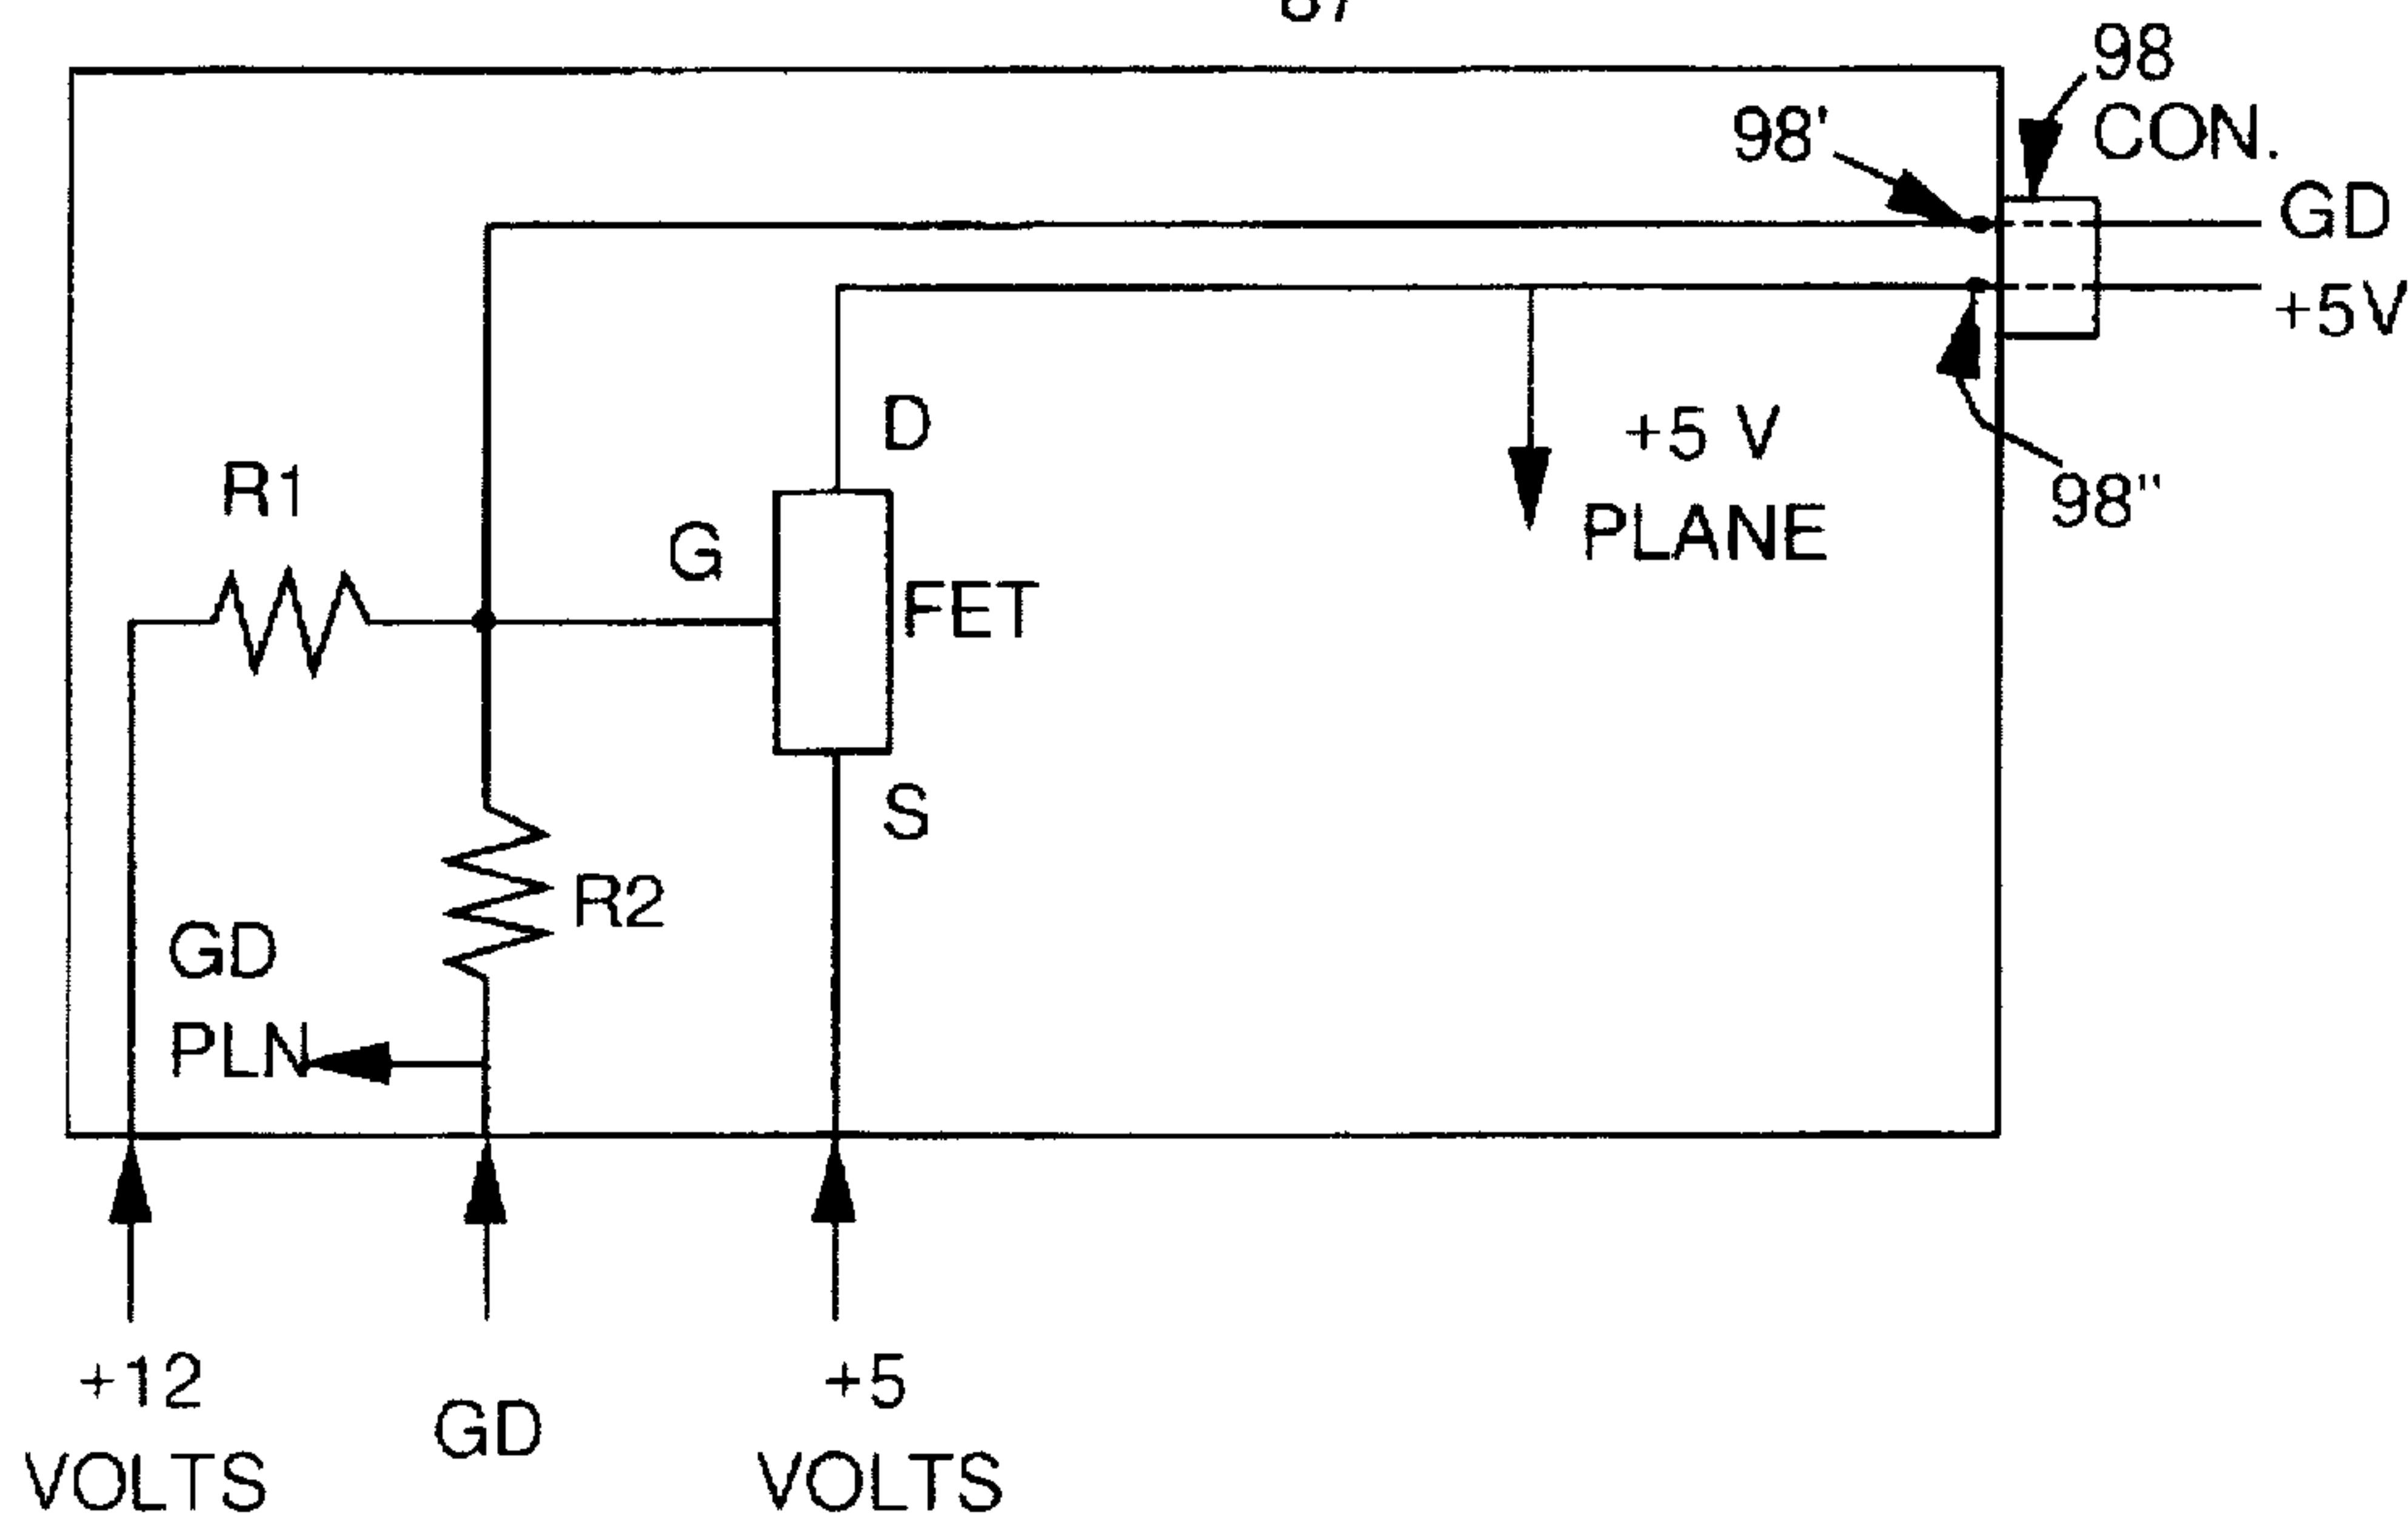 98
CON.
98'
GD
+5V
D
+5 V
PLANE
98"
R1
G
FET
S
R2
GD
PLN
+12
VOLTS
GD
+5
VOLTS